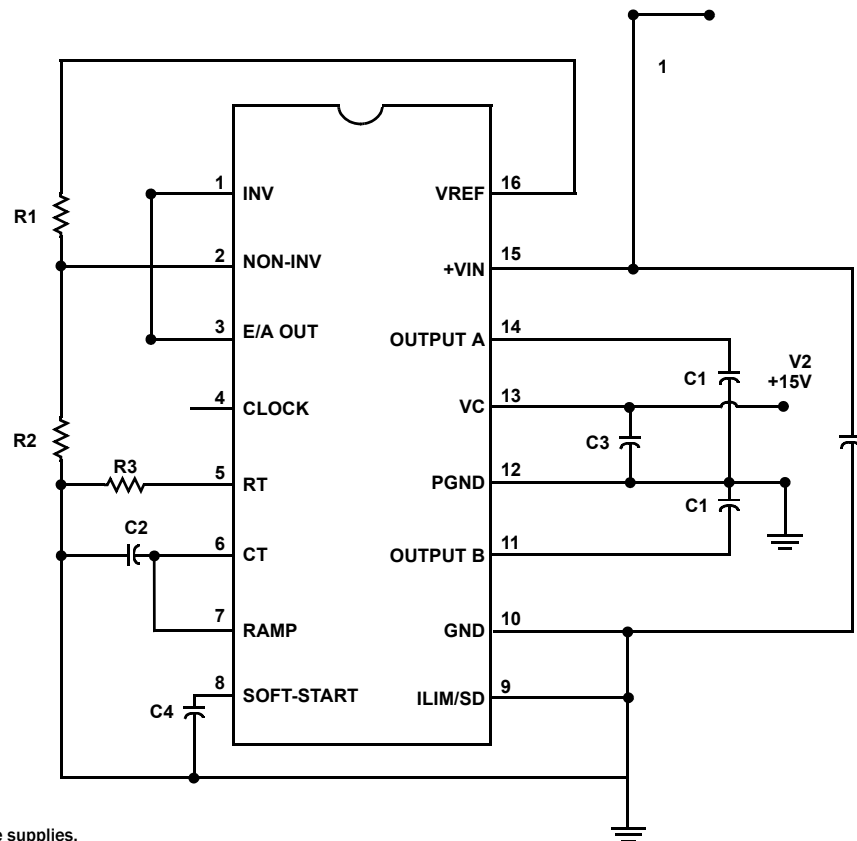 1
R1
1 INV
VREF 16
2 NON-INV
+VIN 15
3 E/A OUT
OUTPUT A 14
C1
V2
+15V
4 CLOCK
VC 13
R2
C3
R3
5 RT
PGND 12
C1
C2
6 CT
OUTPUT B 11
7 RAMP
GND 10
8 SOFT-START
ILIM/SD 9
C4
supplies.